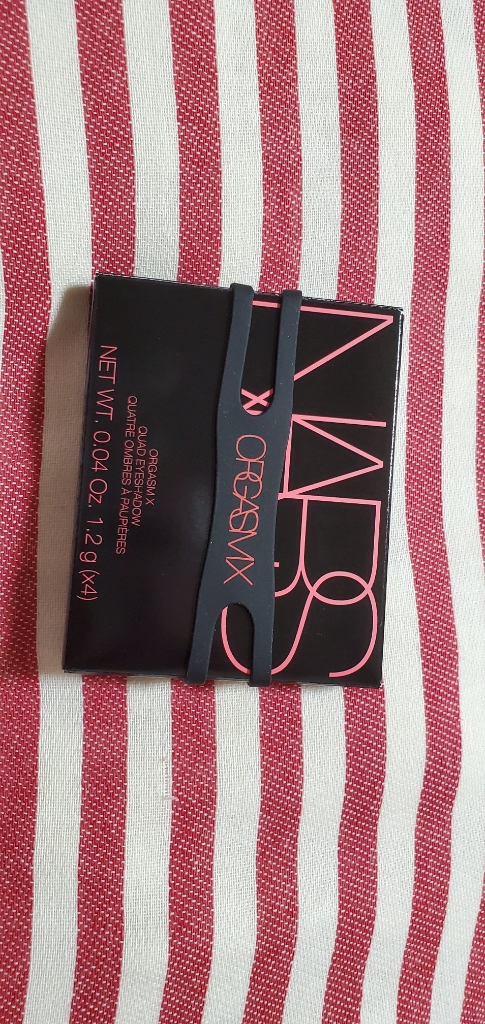 NARS
ORGASM X
ORGASM X
QUAD EYESHADOW
QUATRE OMBRES À PAUPIÈRES
NET WT. 0.04 Oz. 1.2 g (x4)